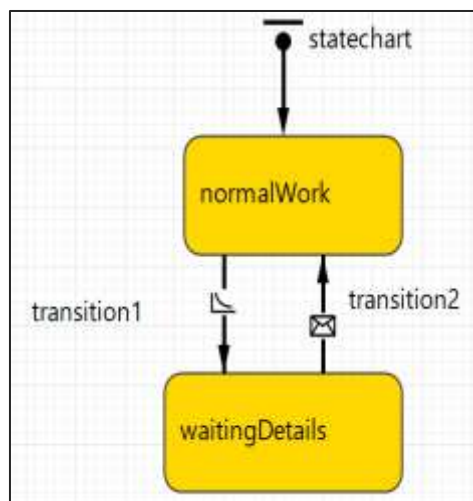 statechart
normalWork
transition1
transition2
waitingDetails